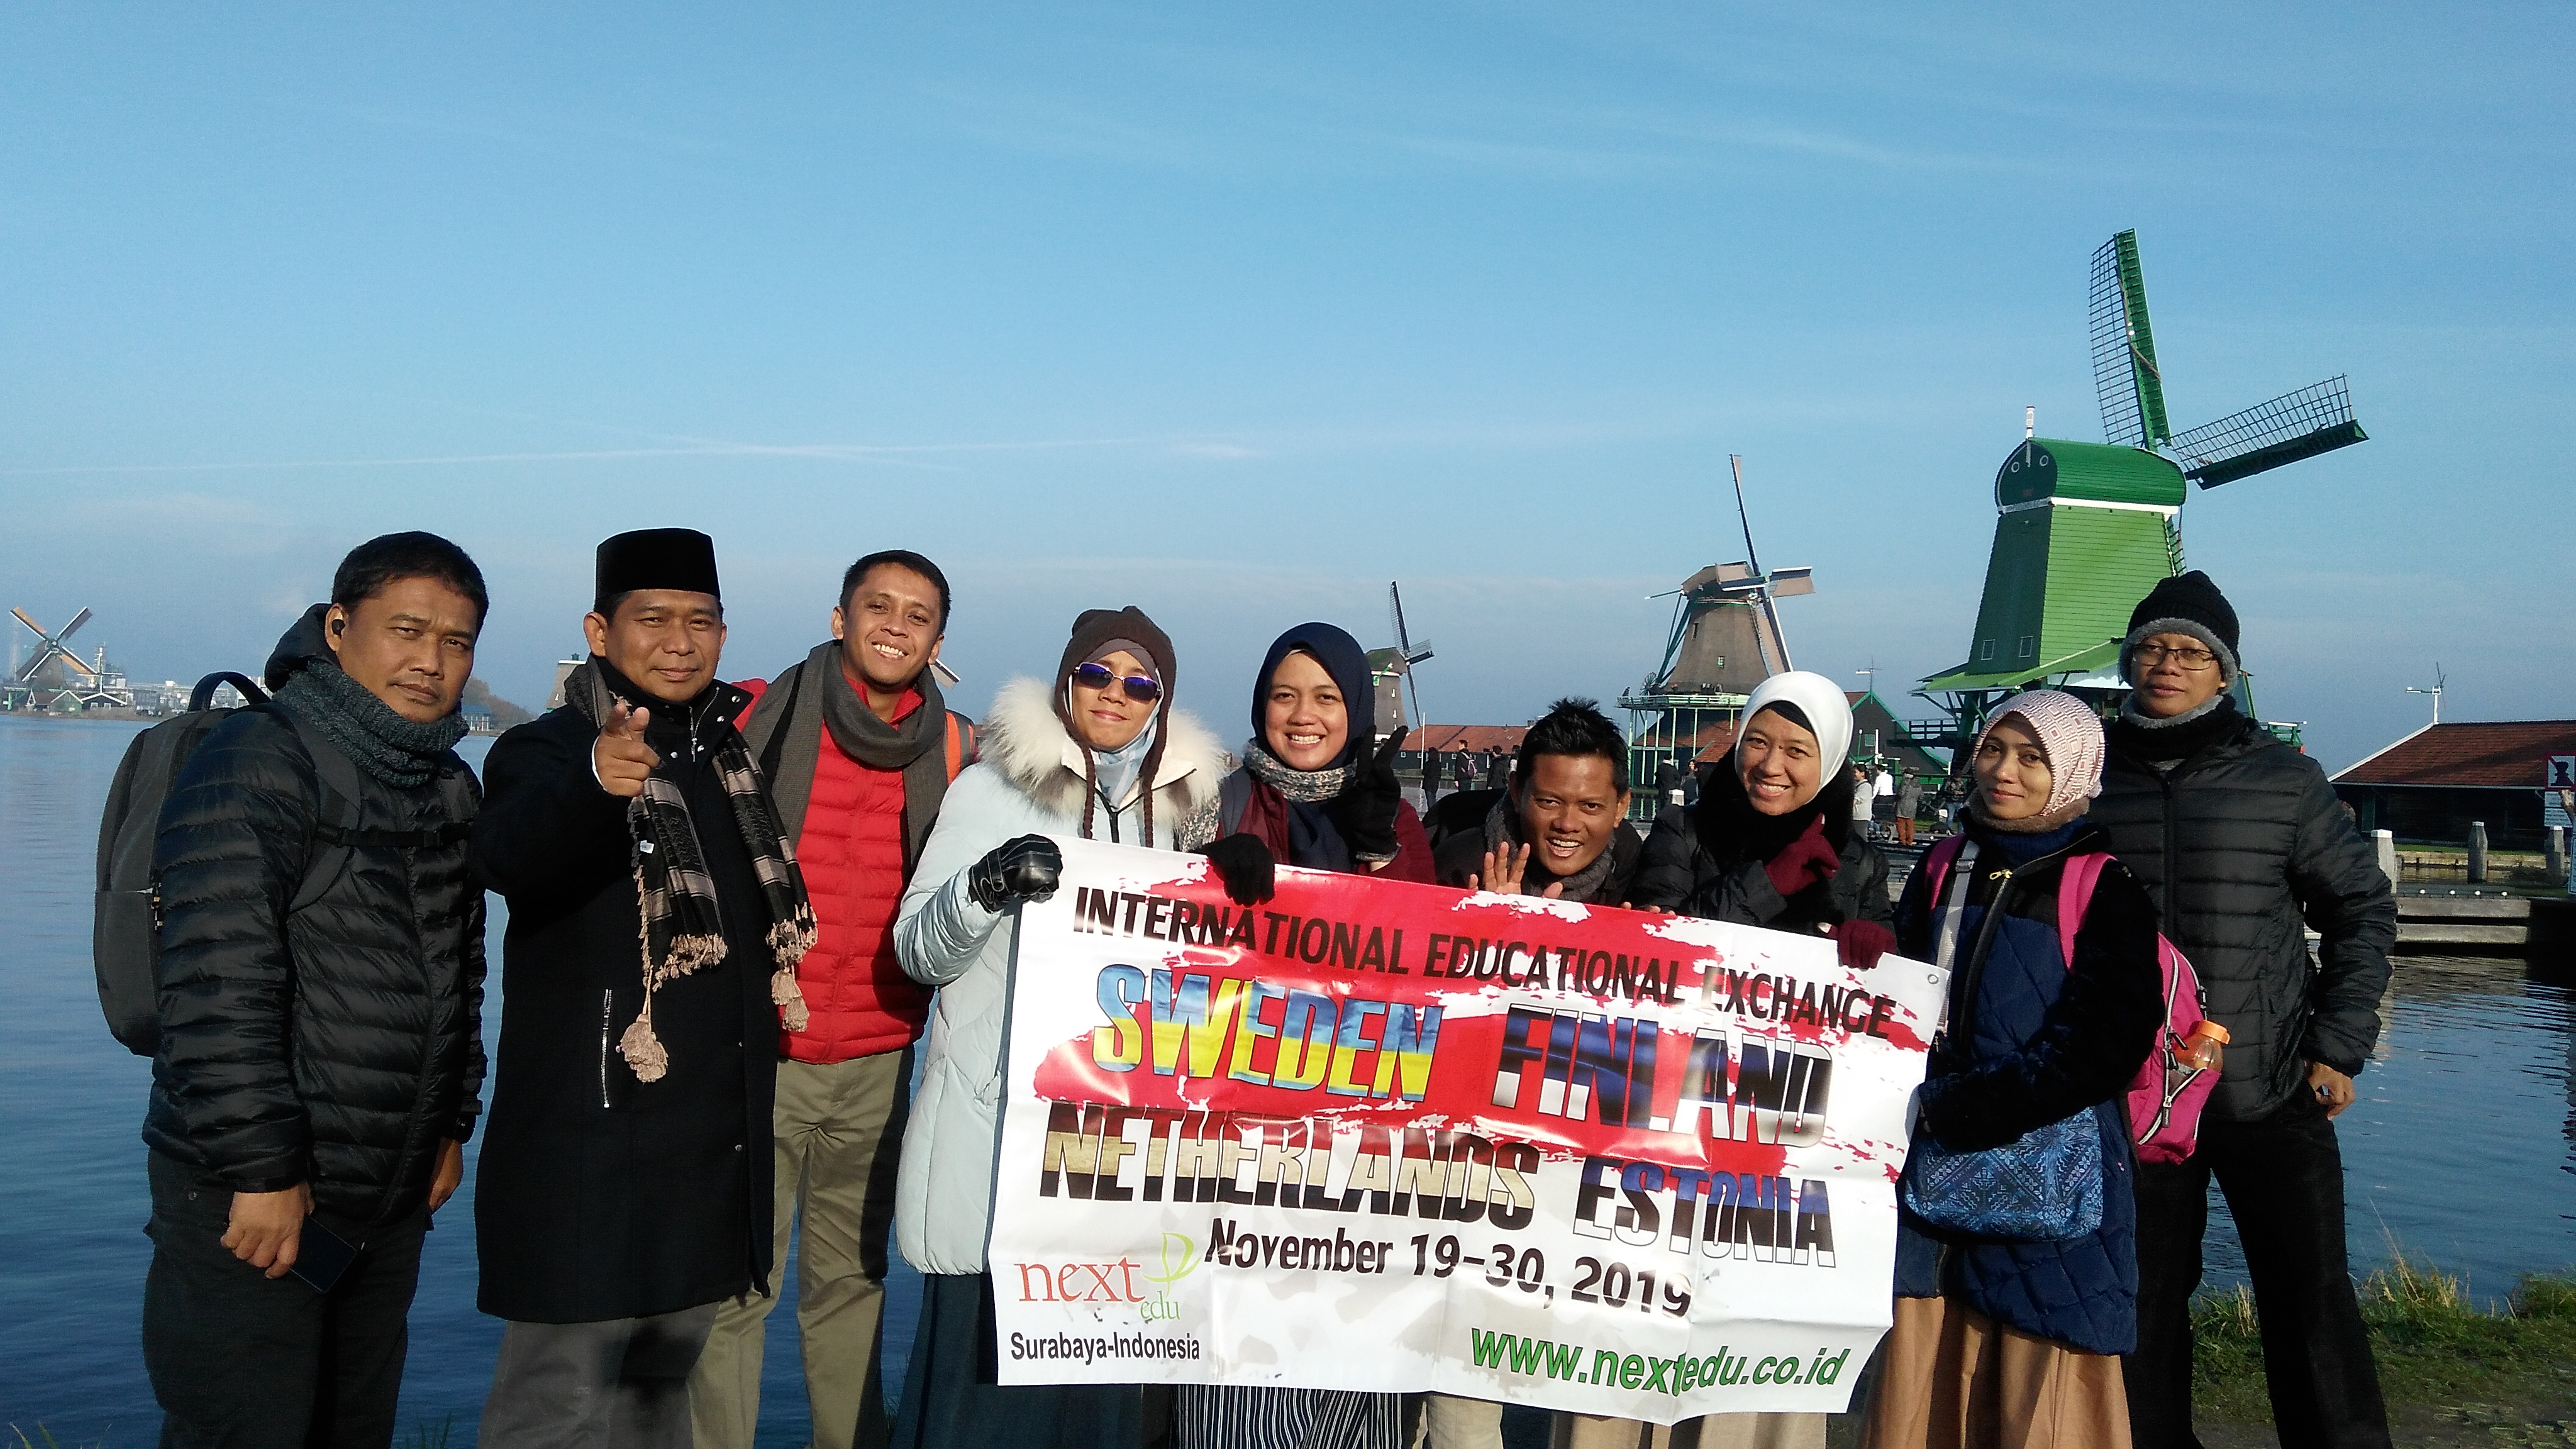 INTERNATIONAL EDUCATIONAL EXCHANGE
SWEDEN FINLAND
NETHERLANDS ESTONIA
November 19-30, 2019
next edu
Surabaya-Indonesia
www.nextedu.co.id